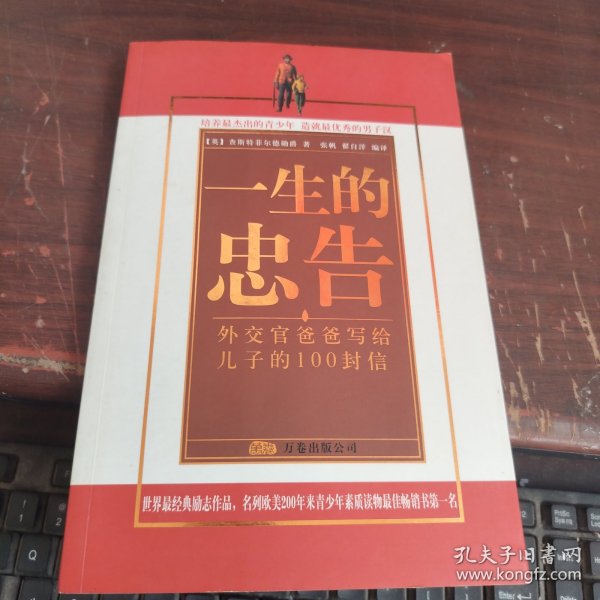 培养最杰出的青少年 造就最优秀的男子汉
【英】查斯特菲尔德勋爵 著 张帆 翟自洋 编译
一生的
忠告
外交官爸爸写给
儿子的100封信
万卷出版公司
世界最经典励志作品,名列欧美200年来青少年素质读物最佳畅销书第一名
孔夫子旧书网
www.kongfz.com